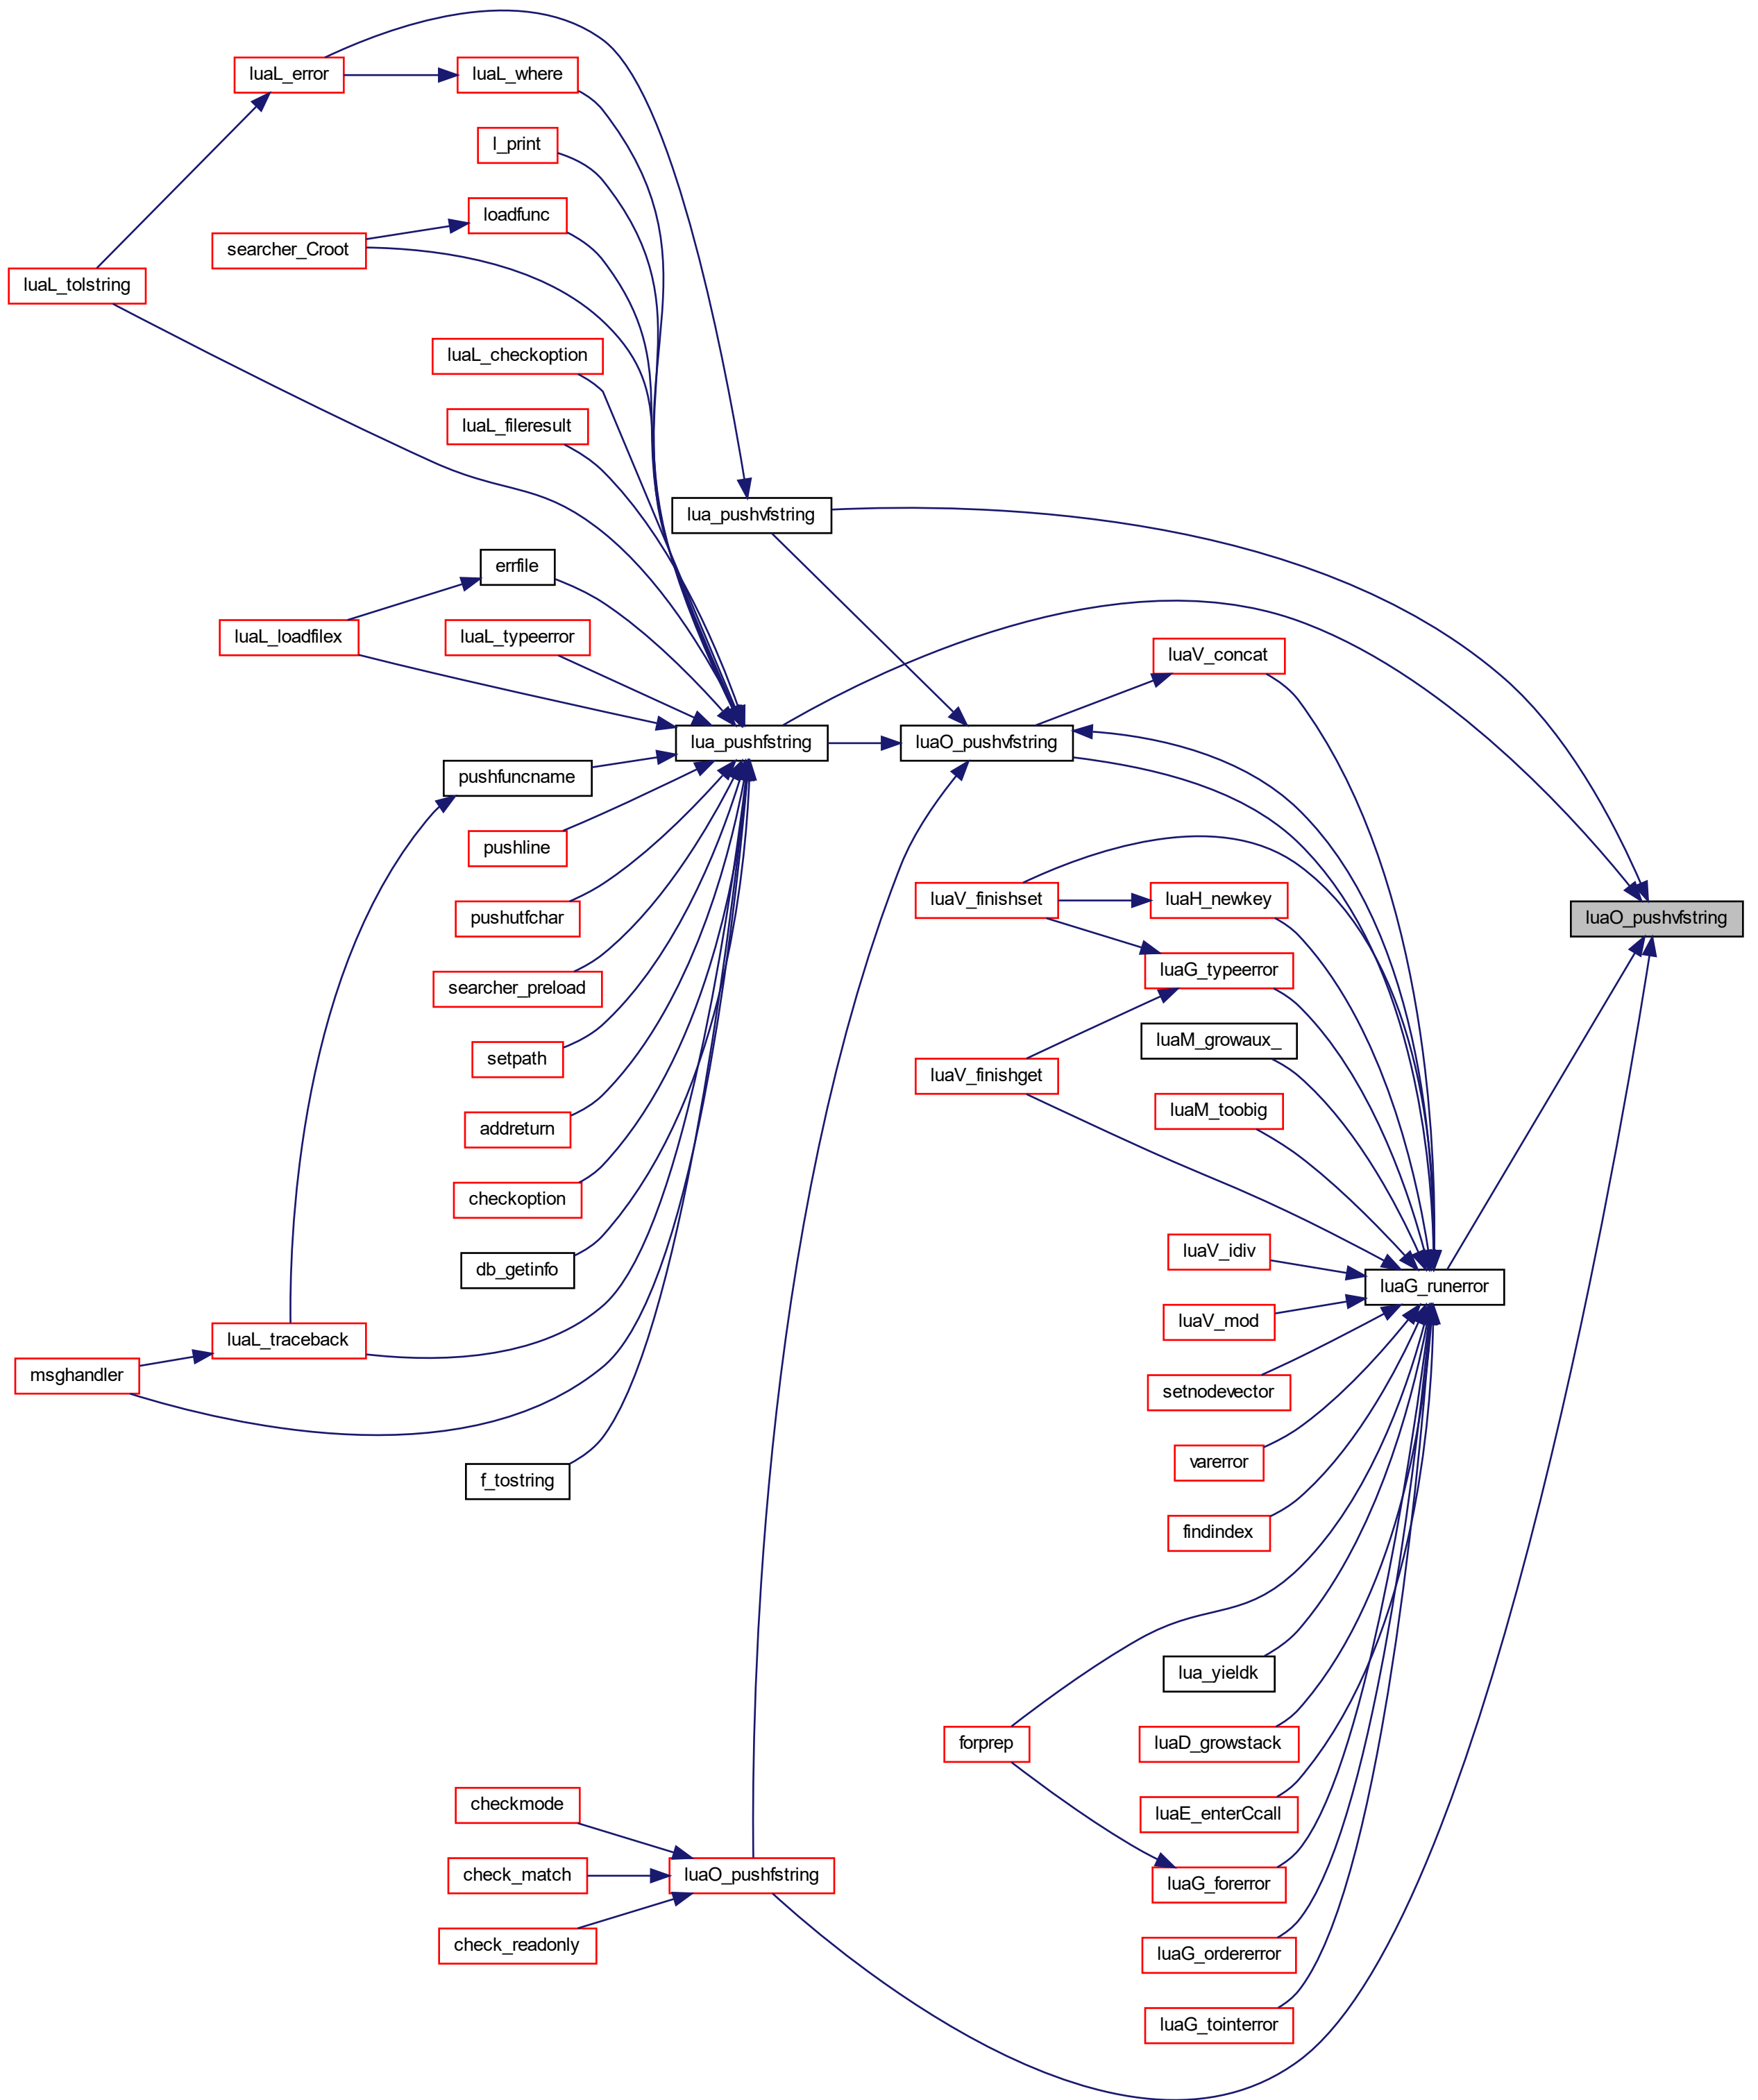 luaL_error
luaL_where
l_print
loadfunc
searcher_Croot
luaL_tolstring
luaL_checkoption
luaL_fileresult
lua_pushvfstring
errfile
luaL_loadfilex
luaL_typeerror
luaV_concat
lua_pushfstring
luaO_pushvfstring
pushfuncname
pushline
luaV_finishset
luaH_newkey
pushutfchar
luaO_pushvfstring
searcher_preload
luaG_typeerror
setpath
luaM_growaux_
luaV_finishget
addreturn
luaM_toobig
checkoption
luaV_idiv
db_getinfo
luaG_runerror
luaL_traceback
luaV_mod
msghandler
setnodevector
varerror
f_tostring
findindex
lua_yieldk
forprep
luaD_growstack
checkmode
luaE_enterCcall
check_match
luaO_pushfstring
luaG_forerror
check_readonly
luaG_ordererror
luaG_tointerror